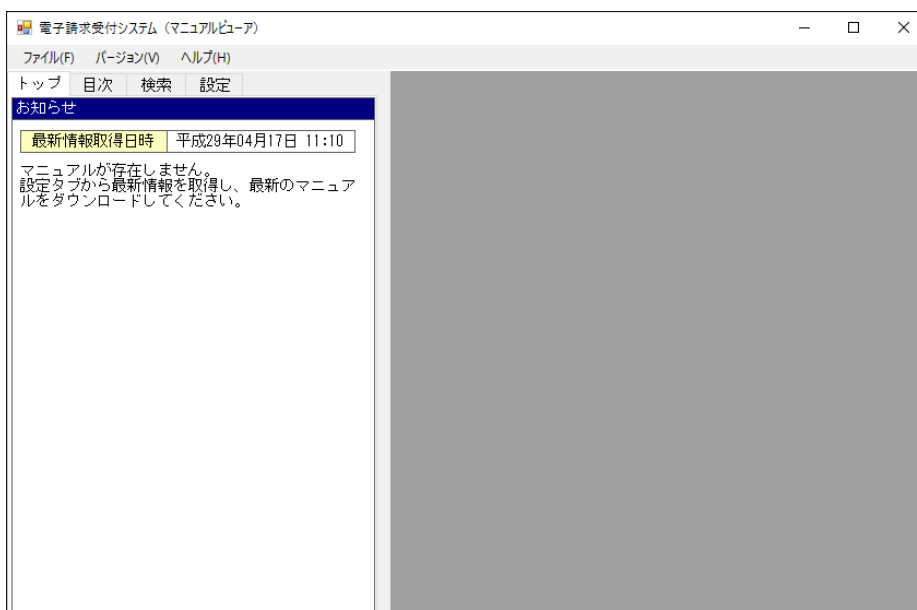 電子請求受付システム（マニュアルビューア）
ファイル(F) バージョン(V) ヘルプ(H)
トップ 目次 検索 設定
お知らせ
最新情報取得日時 平成29年04月17日 11:10
マニュアルが存在しません。
設定タブから最新情報を取得し、最新のマニュア
ルをダウンロードしてください。